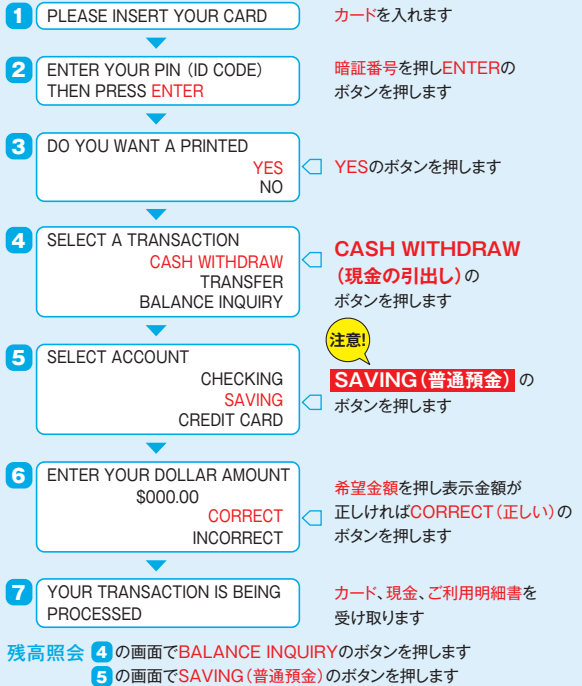 1 PLEASE INSERT YOUR CARD
カードを入れます
2 ENTER YOUR PIN (ID CODE)
THEN PRESS ENTER
暗証番号を押しENTERの
ボタンを押します
3 DO YOU WANT A PRINTED
YES
NO
YESのボタンを押します
4 SELECT A TRANSACTION
CASH WITHDRAW
TRANSFER
BALANCE INQUIRY
CASH WITHDRAW
(現金の引出し)の
ボタンを押します
5 SELECT ACCOUNT
CHECKING
SAVING
CREDIT CARD
注意!
SAVING(普通預金)の
ボタンを押します
6 ENTER YOUR DOLLAR AMOUNT
$000.00
CORRECT
INCORRECT
希望金額を押し表示金額が
正しければCORRECT(正しい)の
ボタンを押します
7 YOUR TRANSACTION IS BEING
PROCESSED
カード、現金、ご利用明細書を
受け取ります
残高照会 4の画面でBALANCE INQUIRYのボタンを押します
5の画面でSAVING(普通預金)のボタンを押します